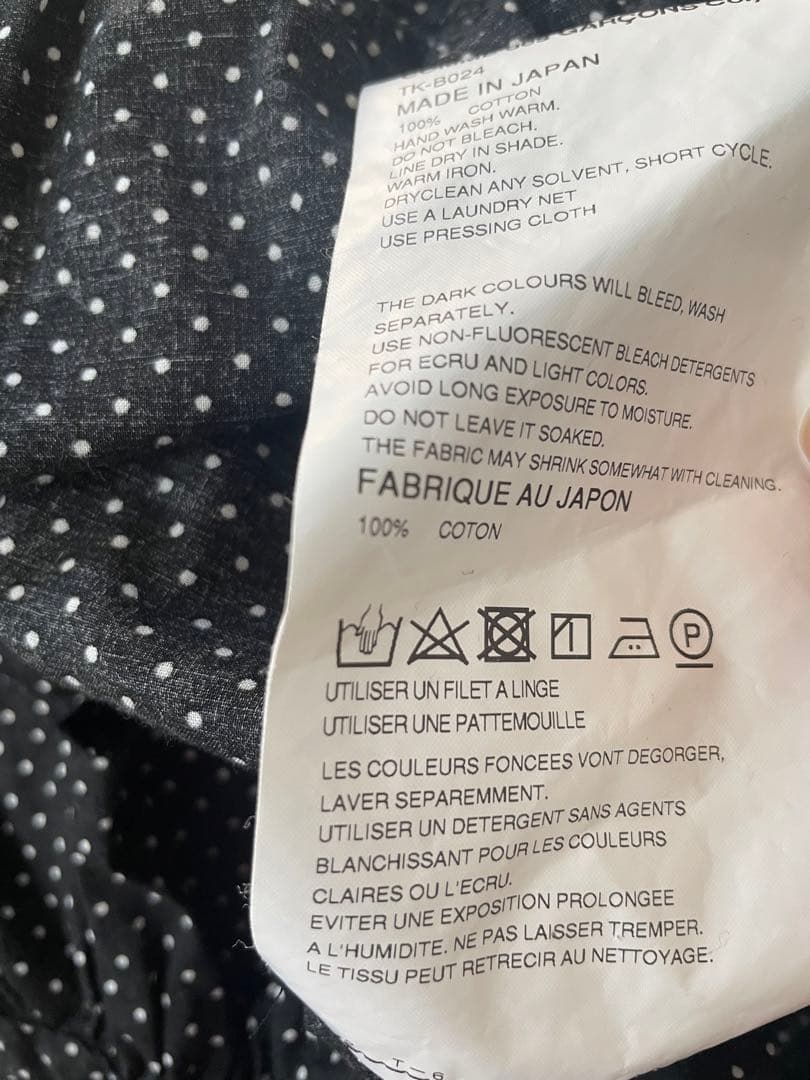 GARÇONS CO.,
TK-B024
MADE IN JAPAN
100% COTTON
HAND WASH WARM.
DO NOT BLEACH.
LINE DRY IN SHADE.
WARM IRON.
DRYCLEAN ANY SOLVENT, SHORT CYCLE.
USE A LAUNDRY NET
USE PRESSING CLOTH
THE DARK COLOURS WILL BLEED, WASH
SEPARATELY.
USE NON-FLUORESCENT BLEACH DETERGENTS
FOR ECRU AND LIGHT COLORS.
AVOID LONG EXPOSURE TO MOISTURE.
DO NOT LEAVE IT SOAKED.
THE FABRIC MAY SHRINK SOMEWHAT WITH CLEANING.
FABRIQUE AU JAPON
100% COTON
P
UTILISER UN FILET A LINGE
UTILISER UNE PATTEMOUILLE
LES COULEURS FONCEES VONT DEGORGER,
LAVER SEPAREMMENT.
UTILISER UN DETERGENT SANS AGENTS
BLANCHISSANT POUR LES COULEURS
CLAIRES OU L'ECRU.
EVITER UNE EXPOSITION PROLONGEE
A L'HUMIDITE. NE PAS LAISSER TREMPER.
LE TISSU PEUT RETRECIR AU NETTOYAGE.
T-6